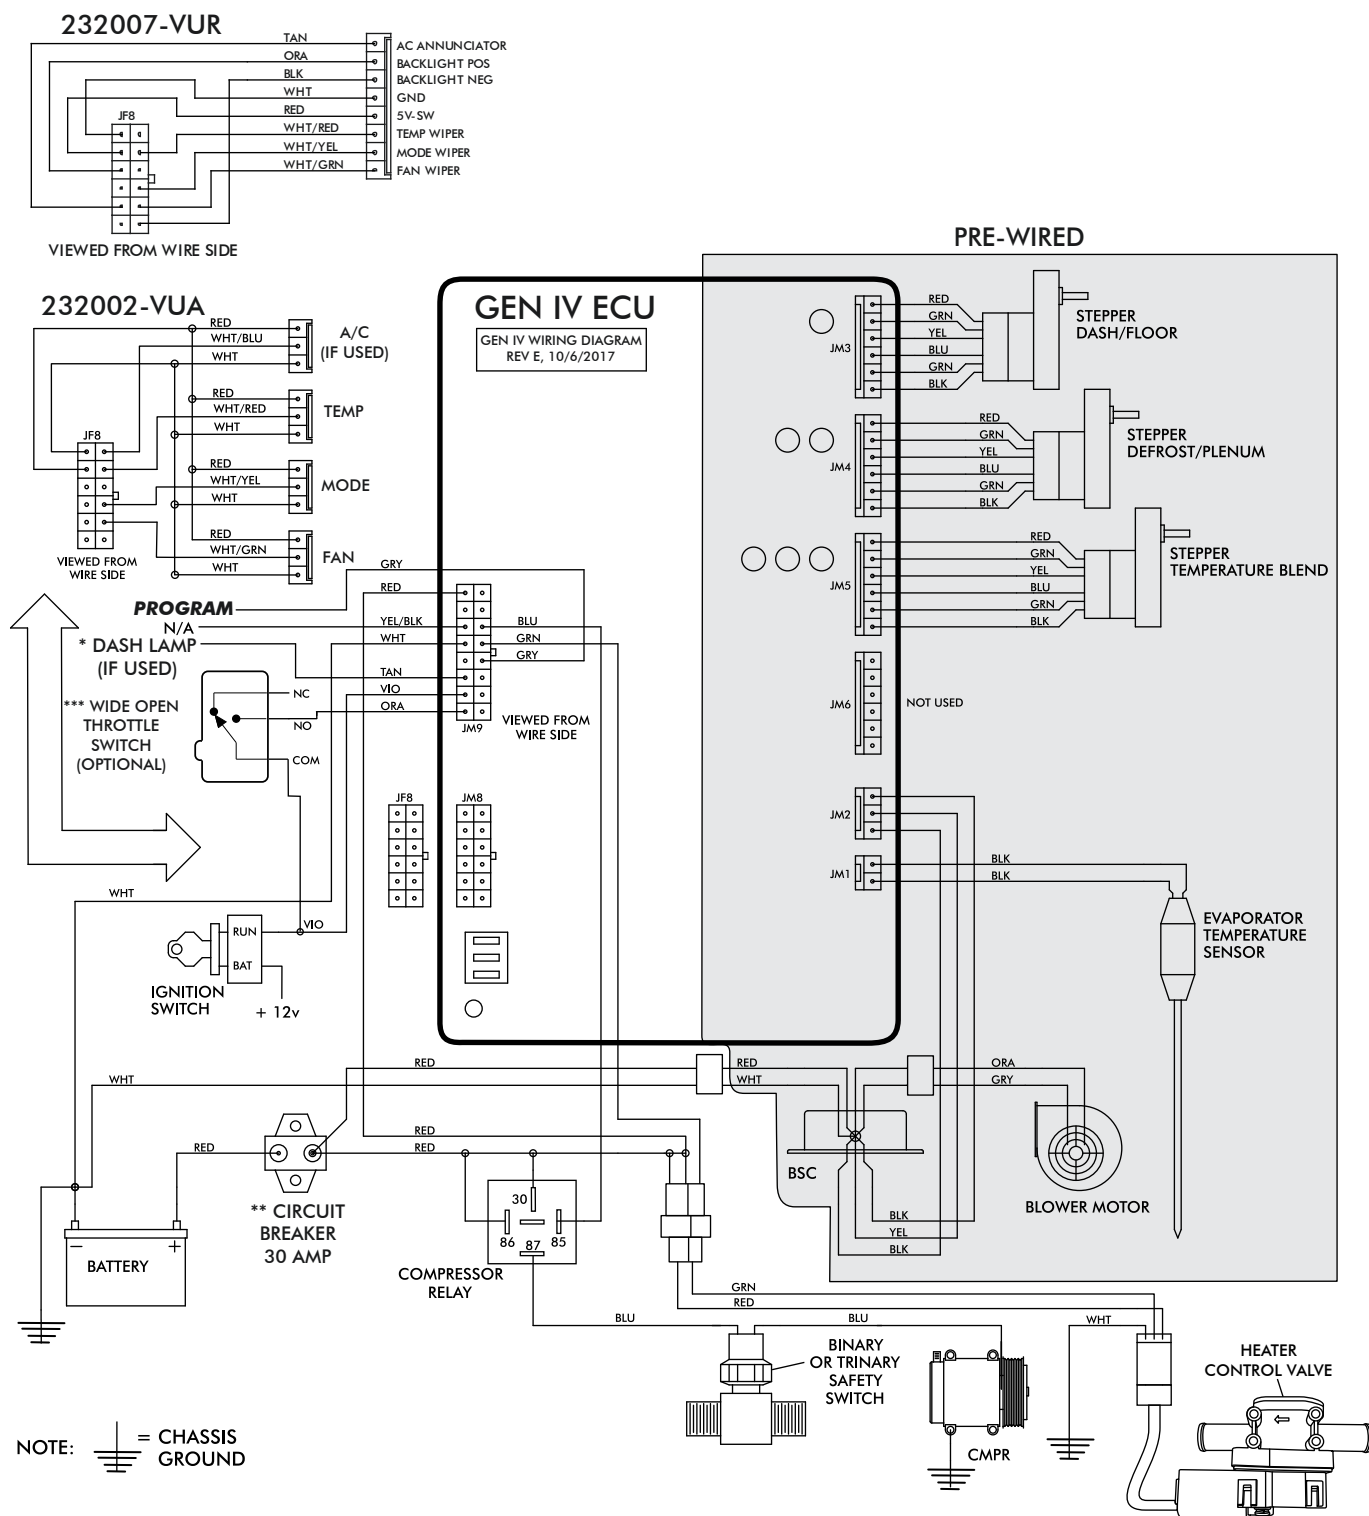 232007-VUR
TAN
ORA
BLK
WHT
RED
WHT/RED
WHT/YEL
WHT/GRN
AC ANNUNCIATOR
BACKLIGHT POS
BACKLIGHT NEG
GND
5V-SW
TEMP WIPER
MODE WIPER
FAN WIPER
JF8
VIEWED FROM WIRE SIDE
232002-VUA
RED
WHT/BLU
WHT
A/C
(IF USED)
RED
WHT/RED
WHT
TEMP
JF8
RED
WHT/YEL
WHT
MODE
RED
WHT/GRN
WHT
FAN
VIEWED FROM
WIRE SIDE
GEN IV ECU
GEN IV WIRING DIAGRAM
REV E, 10/6/2017
PRE-WIRED
JM3
RED
GRN
YEL
BLU
GRN
BLK
STEPPER
DASH/FLOOR
JM4
RED
GRN
YEL
BLU
GRN
BLK
STEPPER
DEFROST/PLENUM
JM5
RED
GRN
YEL
BLU
GRN
BLK
STEPPER
TEMPERATURE BLEND
JM6
NOT USED
JM2
JM1
BLK
BLK
EVAPORATOR
TEMPERATURE
SENSOR
GRY
RED
PROGRAM
N/A
YEL/BLK
WHT
* DASH LAMP
(IF USED)
TAN
VIO
ORA
BLU
GRN
GRY
JM9
VIEWED FROM
WIRE SIDE
*** WIDE OPEN
THROTTLE
SWITCH
(OPTIONAL)
NC
NO
COM
JF8
JM8
WHT
RUN
BAT
VIO
IGNITION
SWITCH
+ 12v
RED
WHT
RED
WHT
ORA
GRY
BSC
BLOWER MOTOR
BLK
YEL
BLK
RED
RED
RED
** CIRCUIT
BREAKER
30 AMP
BATTERY
−
+
30
86
87
85
COMPRESSOR
RELAY
BLU
BLU
GRN
RED
WHT
BINARY
OR TRINARY
SAFETY
SWITCH
CMPR
HEATER
CONTROL VALVE
NOTE:
= CHASSIS
GROUND